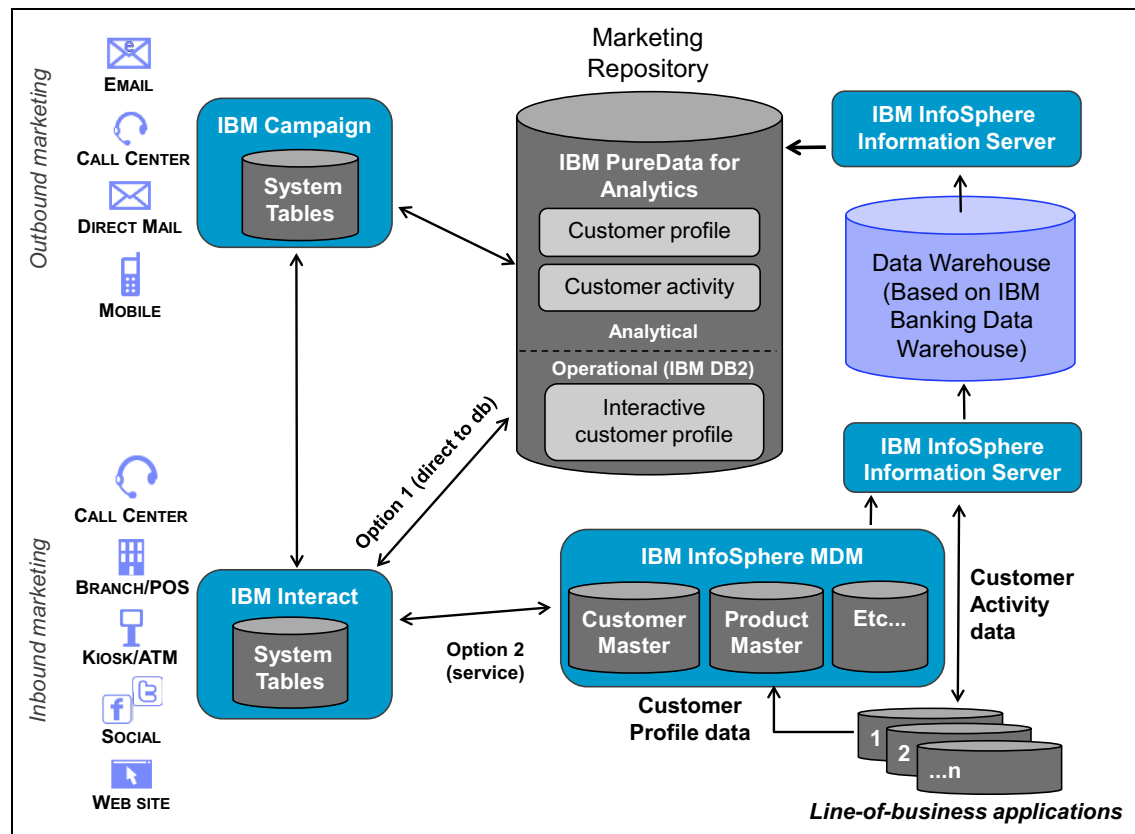 Outbound marketing
EMAIL
CALL CENTER
DIRECT MAIL
MOBILE
IBM Campaign
System
Tables
Marketing
Repository
IBM PureData for
Analytics
Customer profile
Customer activity
Analytical
Operational (IBM DB2)
Interactive
customer profile
IBM InfoSphere
Information Server
Data Warehouse
(Based on IBM
Banking Data
Warehouse)
IBM InfoSphere
Information Server
Option 1 (direct to db)
Inbound marketing
CALL CENTER
BRANCH/POS
KIOSK/ATM
f
t
SOCIAL
WEB SITE
IBM Interact
System
Tables
Option 2
(service)
IBM InfoSphere MDM
Customer
Master
Product
Master
Etc...
Customer
Activity
data
Customer
Profile data
1
2
...n
Line-of-business applications
e